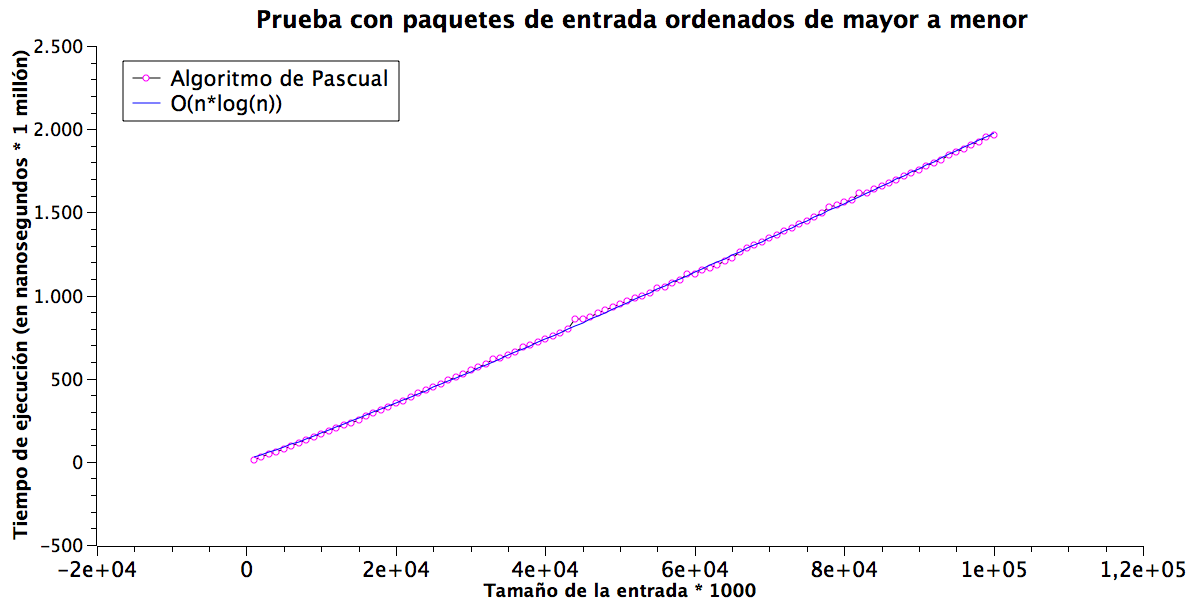 Prueba con paquetes de entrada ordenados de mayor a menor
Tiempo de ejecución (en nanosegundos * 1 millón)
2.500
2.000
1.500
1.000
500
0
-500
Algoritmo de Pascual
O(n*log(n))
-2e+04
0
2e+04
4e+04
6e+04
8e+04
1e+05
1,2e+05
Tamaño de la entrada * 1000